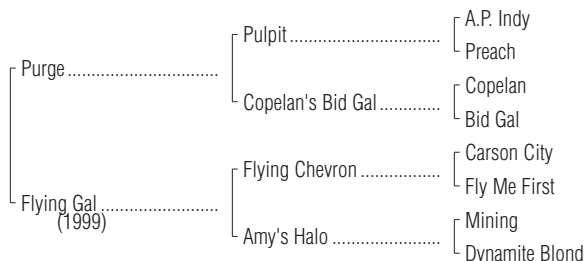 A.P. Indy
Pulpit
Preach
Purge
Copelan
Copelan's Bid Gal
Bid Gal
Carson City
Flying Chevron
Fly Me First
Flying Gal
(1999)
Mining
Amy's Halo
Dynamite Blond